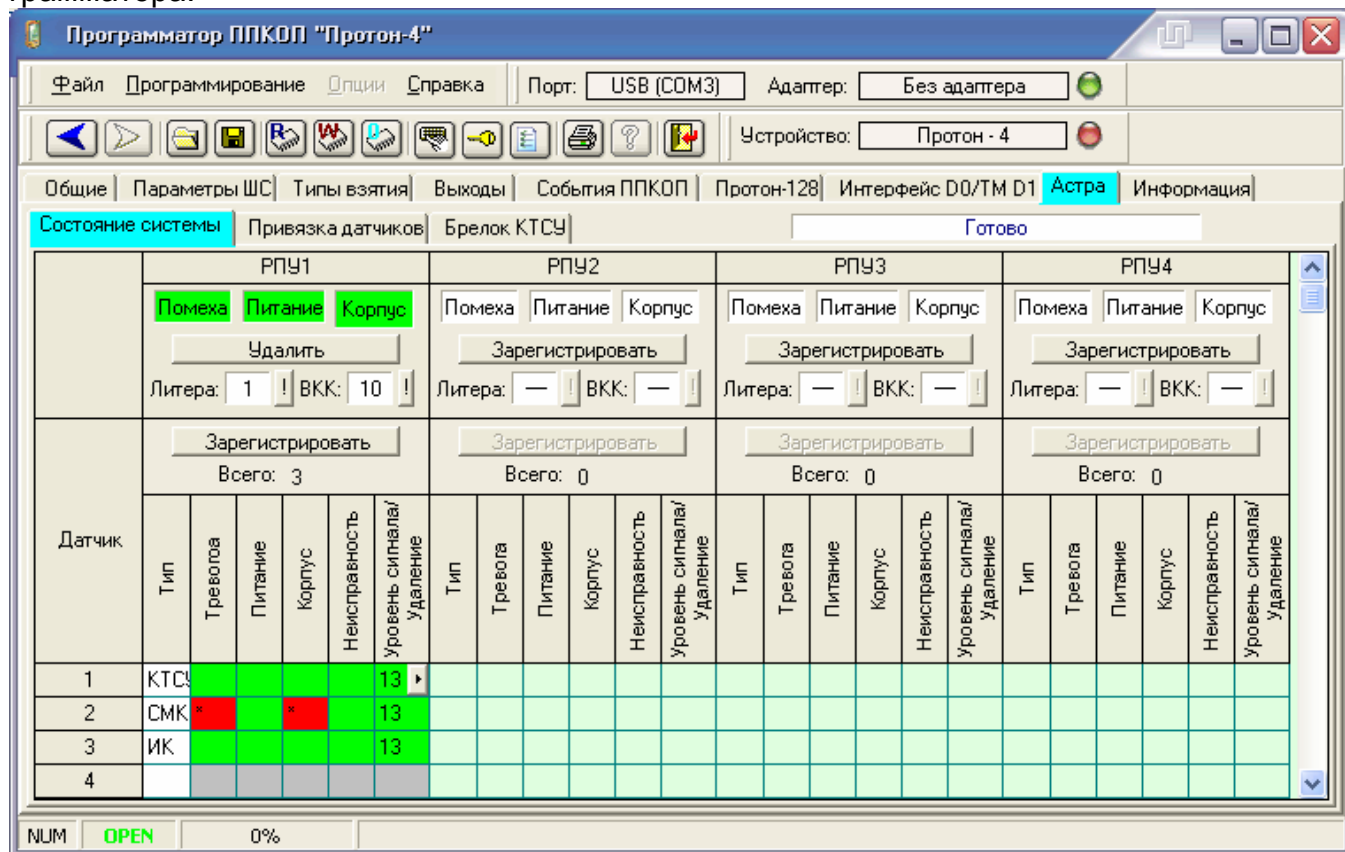 грамматора.
Программатор ППКОП "Протон-4"
Файл Программирование Опции Справка Порт: USB (COM3) Адаптер: Без адаптера
Устройство: Протон - 4
Общие Параметры ШС Типы взятия Выходы События ППКОП Протон-128 Интерфейс D0/TM D1 Астра Информация
Состояние системы Привязка датчиков Брелок КТСУ Готово
РПУ1 РПУ2 РПУ3 РПУ4
Помеха Питание Корпус Помеха Питание Корпус Помеха Питание Корпус Помеха Питание Корпус
Удалить Зарегистрировать Зарегистрировать Зарегистрировать
Литера: 1 ! ВКК: 10 ! Литера: — ! ВКК: — ! Литера: — ! ВКК: — ! Литера: — ! ВКК: — !
Зарегистрировать Зарегистрировать Зарегистрировать Зарегистрировать
Всего: 3 Всего: 0 Всего: 0 Всего: 0
Датчик Тип Тревогоа Питание Корпус Неисправность Уровень сигнала/ Удаление Тип Тревога Питание Корпус Неисправность Уровень сигнала/ Удаление Тип Тревога Питание Корпус Неисправность Уровень сигнала/ Удаление Тип Тревога Питание Корпус Неисправность Уровень сигнала/ Удаление
1 КТСУ 13
2 СМК * * 13
3 ИК 13
4
NUM OPEN 0%